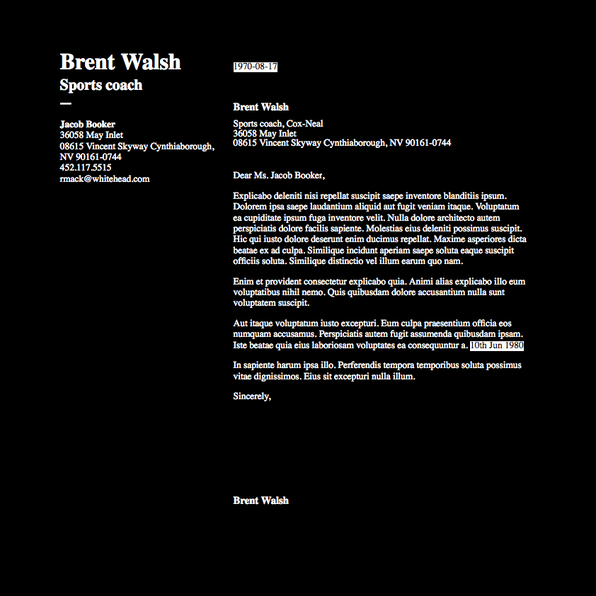 Brent Walsh
Sports coach
Jacob Booker
36058 May Inlet
08615 Vincent Skyway Cynthiaborough,
NV 90161-0744
452.117.5515
rmack@whitehead.com
1970-08-17
Brent Walsh
Sports coach, Cox-Neal
36058 May Inlet
08615 Vincent Skyway Cynthiaborough, NV 90161-0744
Dear Ms. Jacob Booker,
Explicabo deleniti nisi repellat suscipit saepe inventore blanditiis ipsum.
Dolorem ipsa saepe laudantium aliquid aut fugit veniam itaque. Voluptatum
ea cupiditate ipsum fuga inventore velit. Nulla dolore architecto autem
perspiciatis dolore facilis sapiente. Molestias eius deleniti possimus suscipit.
Hic qui iusto dolore deserunt enim ducimus repellat. Maxime asperiores dicta
beatae ex ad culpa. Similique incidunt aperiam saepe soluta eaque suscipit
officiis soluta. Similique distinctio vel illum earum quo nam.
Enim et provident consectetur explicabo quia. Animi alias explicabo illo eum
voluptatibus nihil nemo. Quis quibusdam dolore accusantium nulla sunt
voluptatem suscipit.
Aut itaque voluptatum iusto excepturi. Eum culpa praesentium officia eos
numquam accusamus. Perspiciatis autem fugit assumenda quibusdam ipsam.
Iste beatae quia eius laboriosam voluptates ea consequuntur a. 10th Jun 1980
In sapiente harum ipsa illo. Perferendis tempora temporibus soluta possimus
vitae dignissimos. Eius sit excepturi nulla illum.
Sincerely,
Brent Walsh